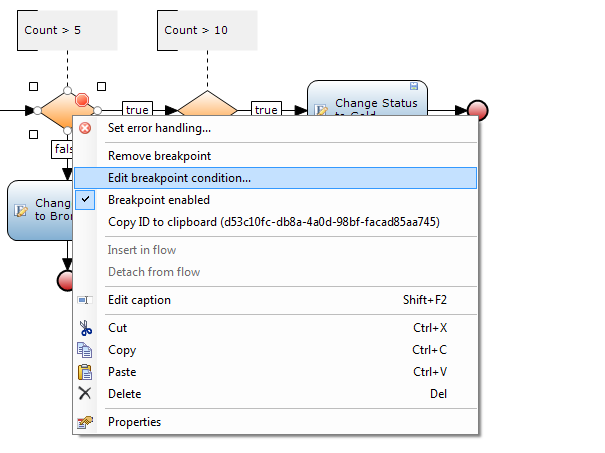 Count > 5
Count > 10
true
true
Change Status
to Gold
fals
Chang
to Bron
Set error handling...
Remove breakpoint
Edit breakpoint condition...
Breakpoint enabled
Copy ID to clipboard (d53c10fc-db8a-4a0d-98bf-facad85aa745)
Insert in flow
Detach from flow
Edit caption Shift+F2
Cut Ctrl+X
Copy Ctrl+C
Paste Ctrl+V
Delete Del
Properties